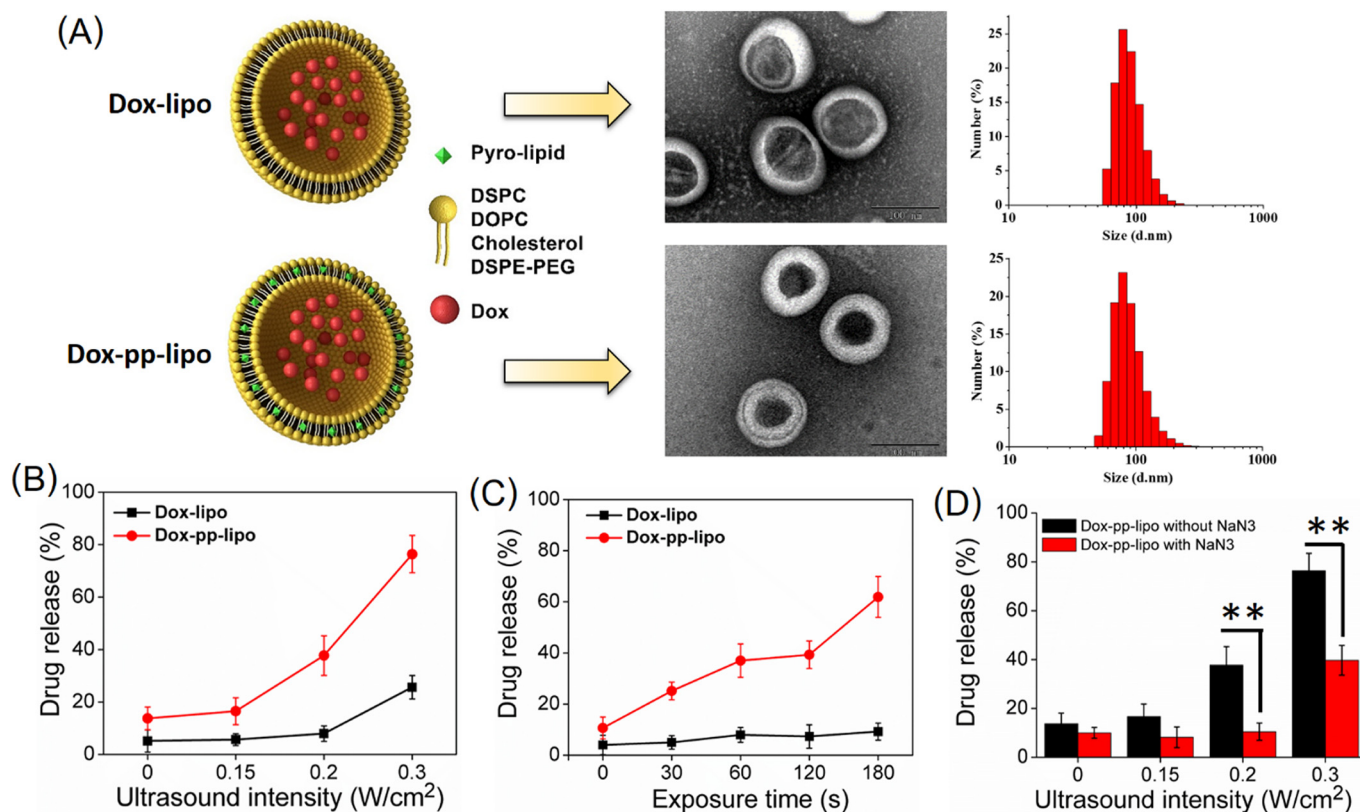 (A)
Dox-lipo
Pyro-lipid
DSPC
DOPC
Cholesterol
DSPE-PEG
Dox
Dox-pp-lipo
Number (%)
25
20
15
10
5
0
10
100
1000
Size (d.nm)
Number (%)
25
20
15
10
5
0
10
100
1000
Size (d.nm)
(B)
Drug release (%)
100
80
60
40
20
0
Dox-lipo
Dox-pp-lipo
0
0.15
0.2
0.3
Ultrasound intensity (W/cm²)
(C)
Drug release (%)
100
80
60
40
20
0
Dox-lipo
Dox-pp-lipo
0
30
60
120
180
Exposure time (s)
(D)
Drug release (%)
100
80
60
40
20
0
Dox-pp-lipo without NaN3
Dox-pp-lipo with NaN3
**
**
0
0.15
0.2
0.3
Ultrasound intensity (W/cm²)